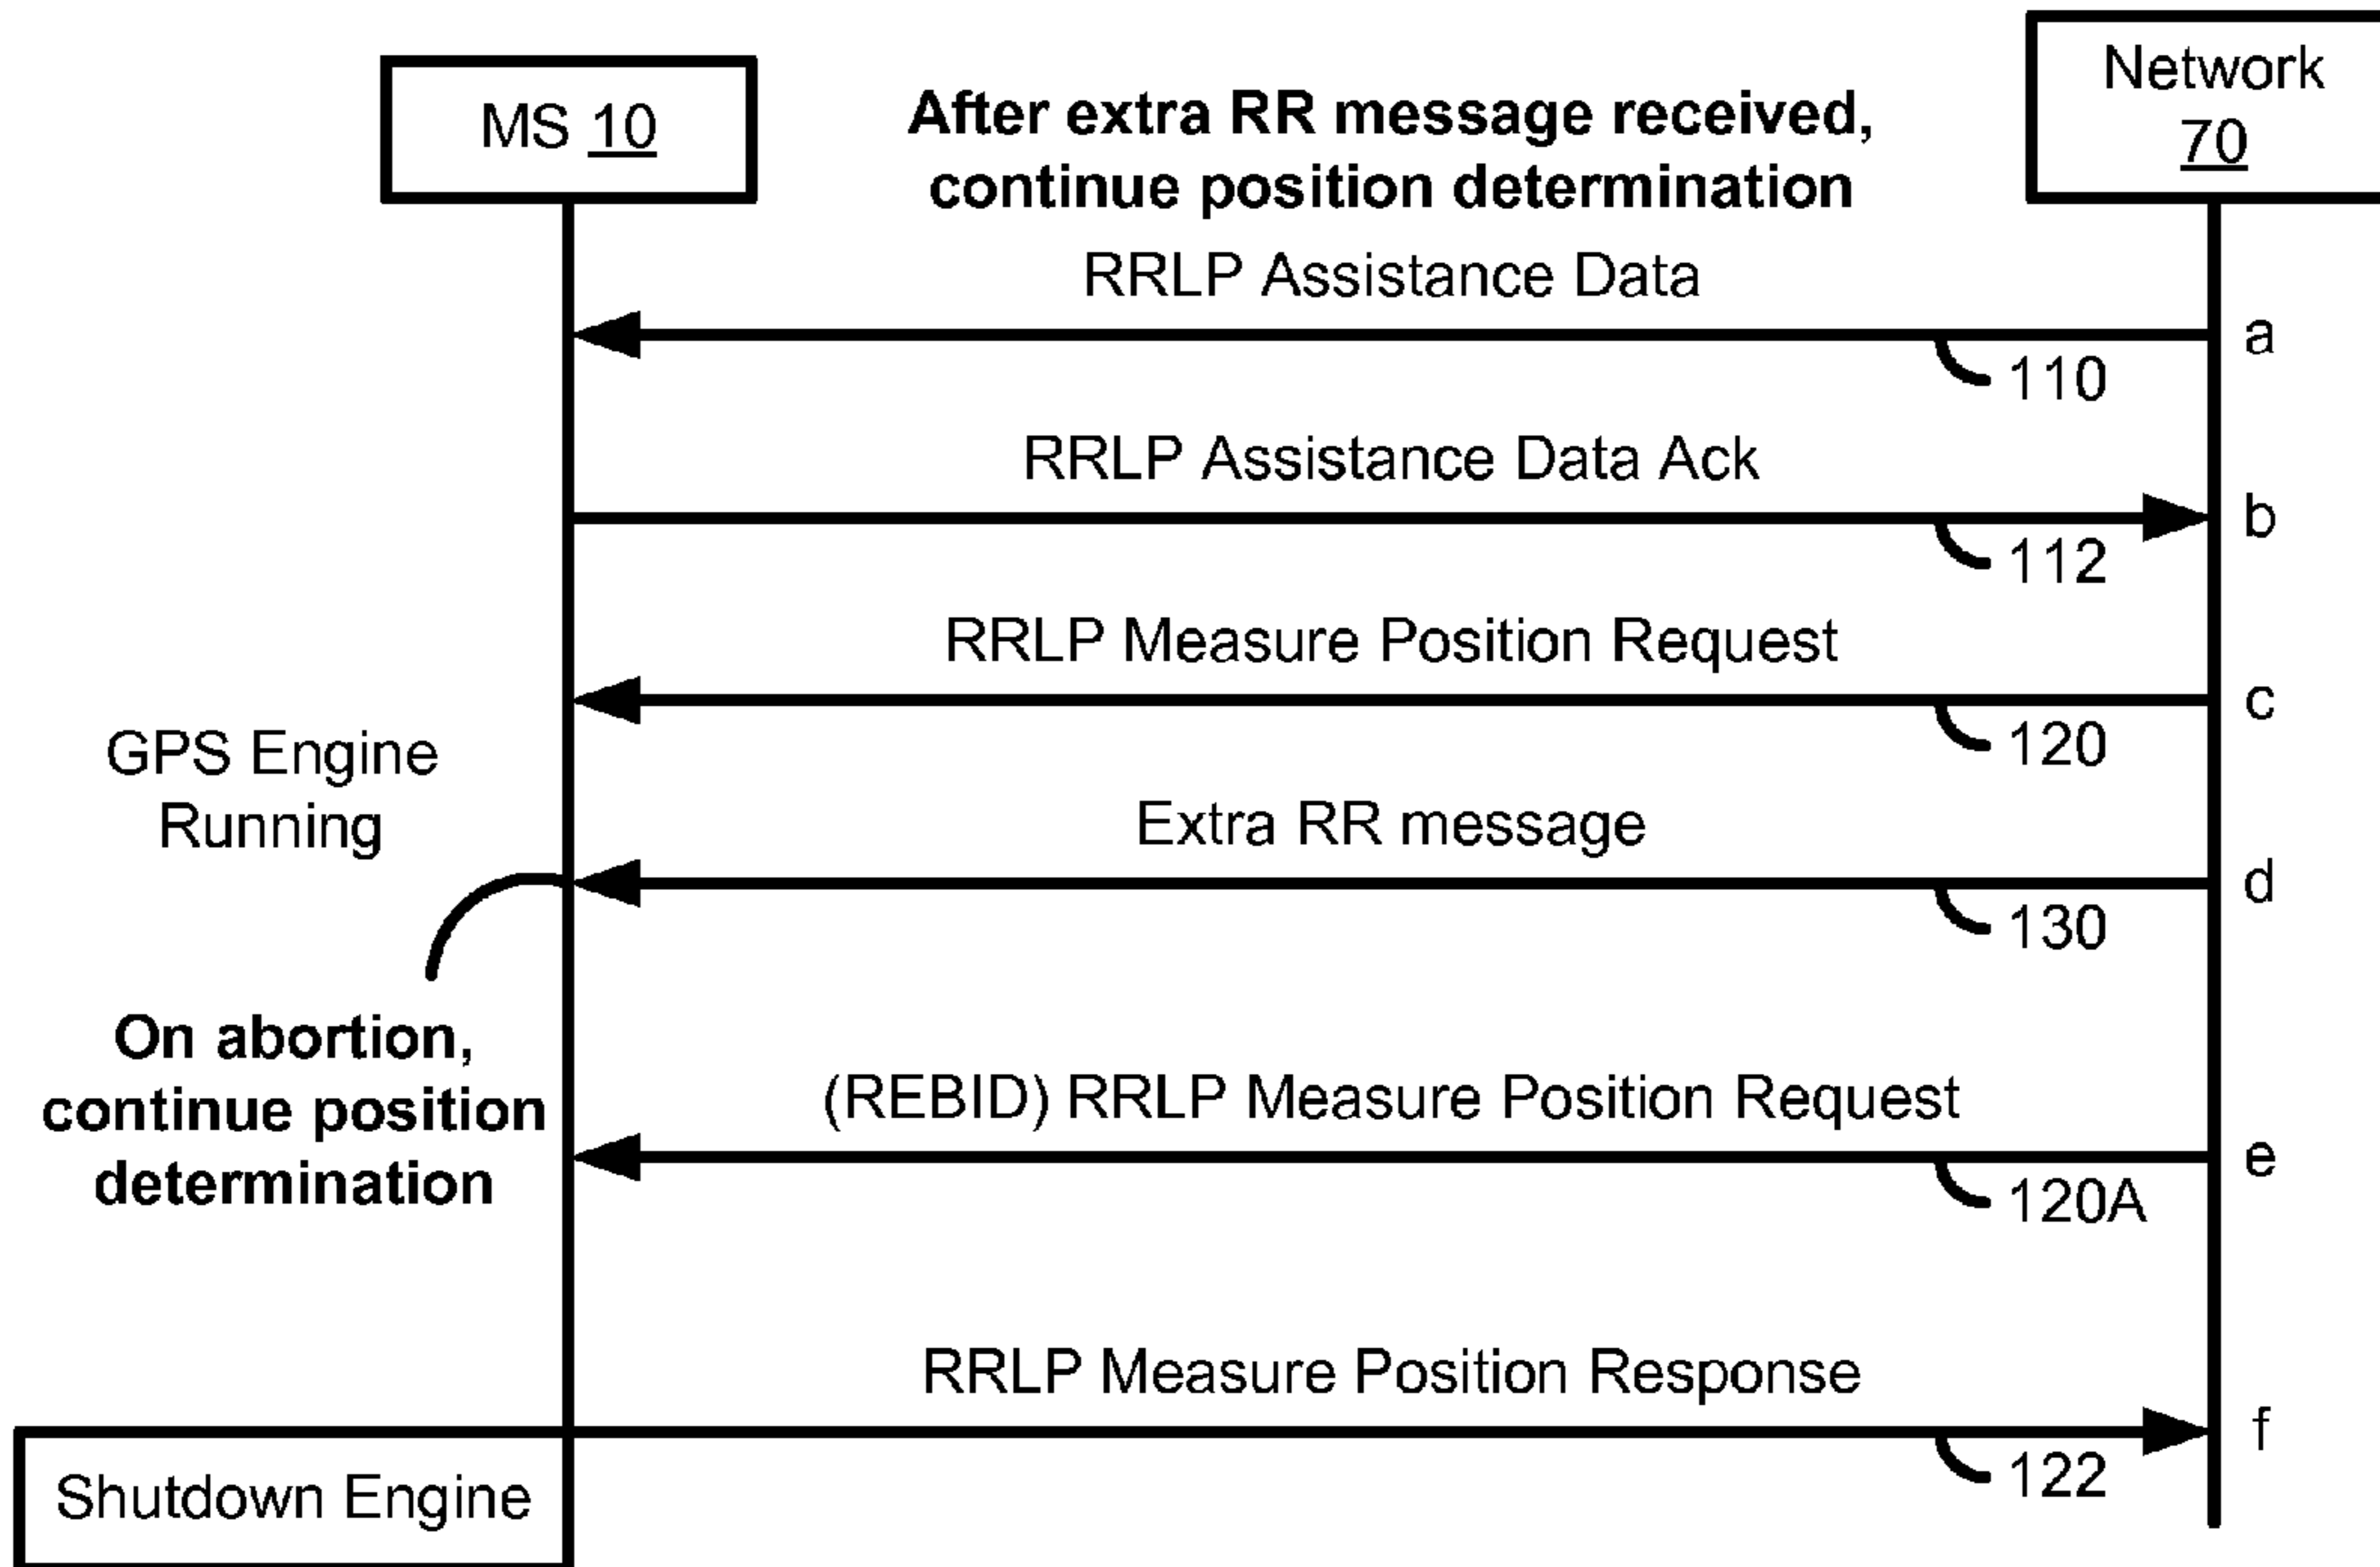 MS 10
After extra RR message received,
continue position determination
Network
70
RRLP Assistance Data
a
110
RRLP Assistance Data Ack
b
112
RRLP Measure Position Request
c
120
GPS Engine
Running
Extra RR message
d
130
On abortion,
continue position
determination
(REBID) RRLP Measure Position Request
e
120A
RRLP Measure Position Response
f
122
Shutdown Engine